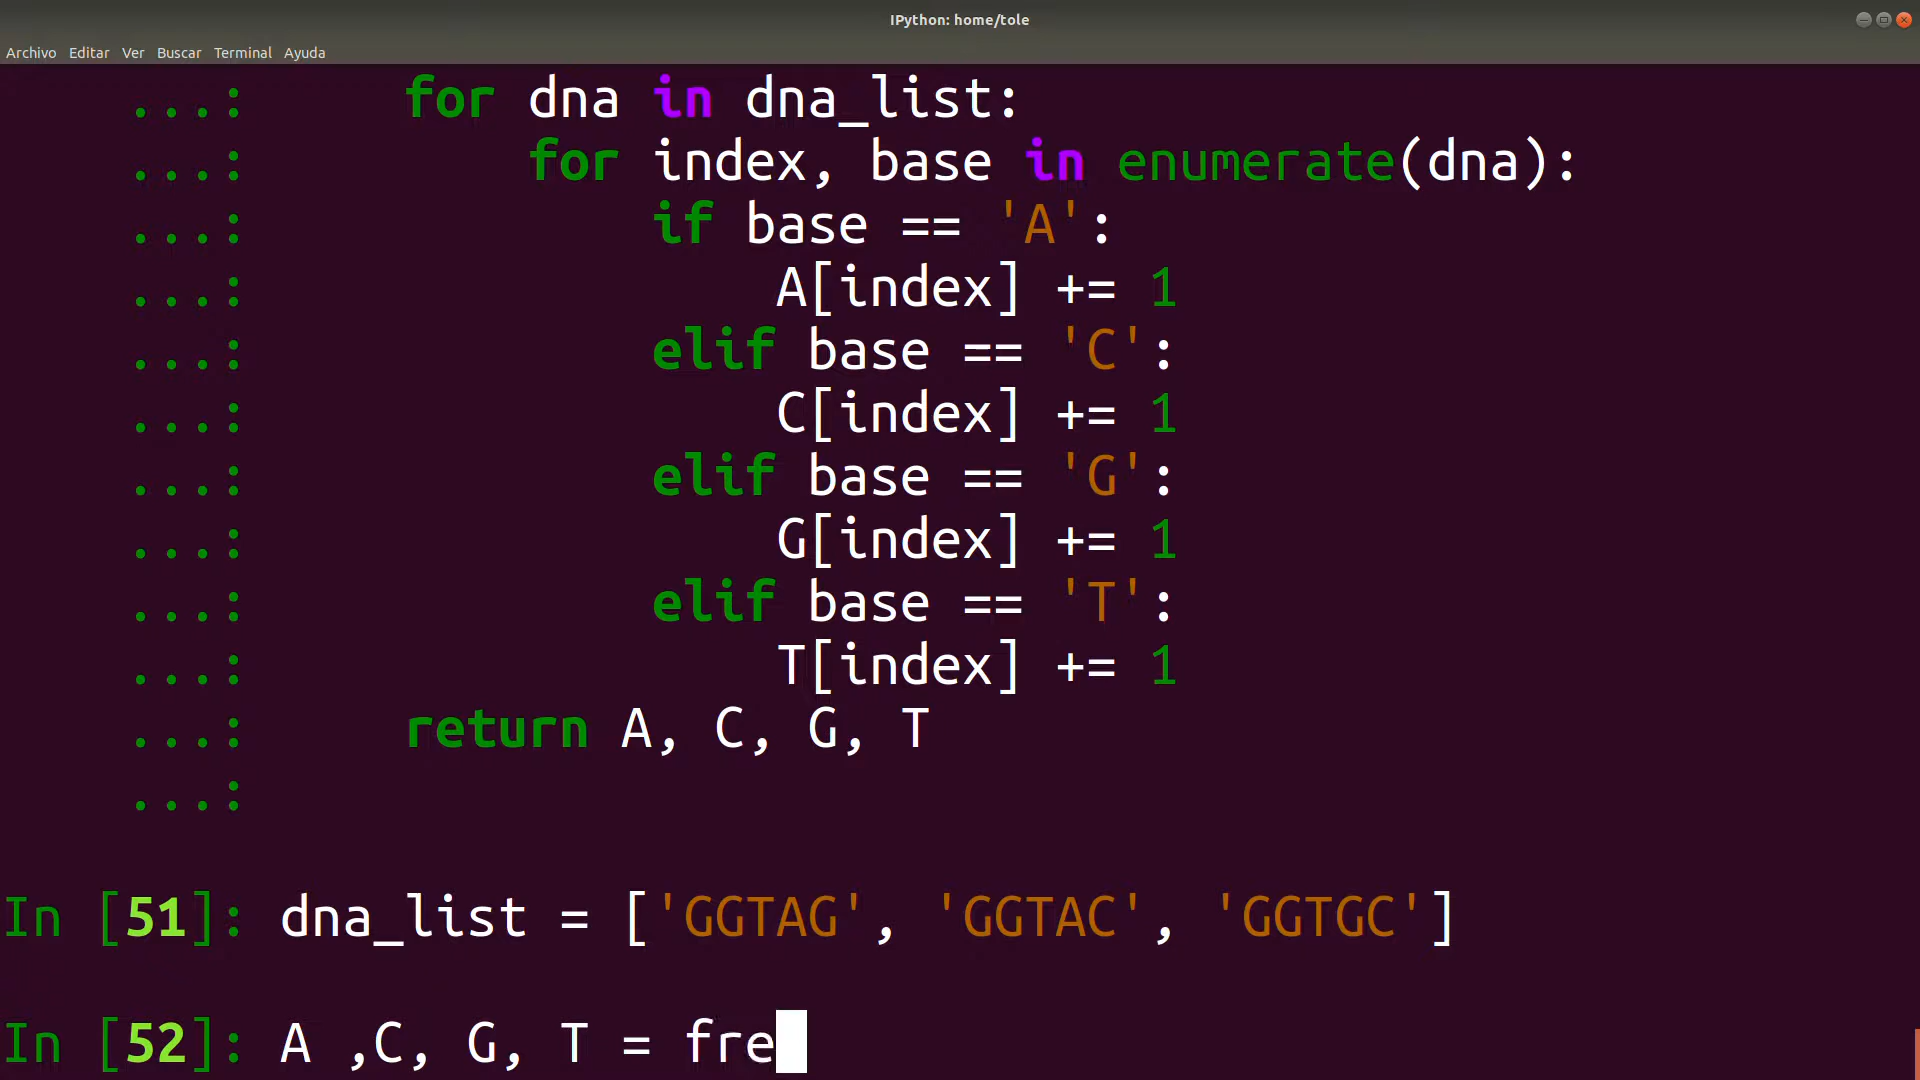 IPython: home/tole
Archivo Editar Ver Buscar Terminal Ayuda
...: for dna in dna_list:
...: for index, base in enumerate(dna):
...: if base == 'A':
...: A[index] += 1
...: elif base == 'C':
...: C[index] += 1
...: elif base == 'G':
...: G[index] += 1
...: elif base == 'T':
...: T[index] += 1
...: return A, C, G, T
...:
In [51]: dna_list = ['GGTAG', 'GGTAC', 'GGTGC']
In [52]: A ,C, G, T = fre